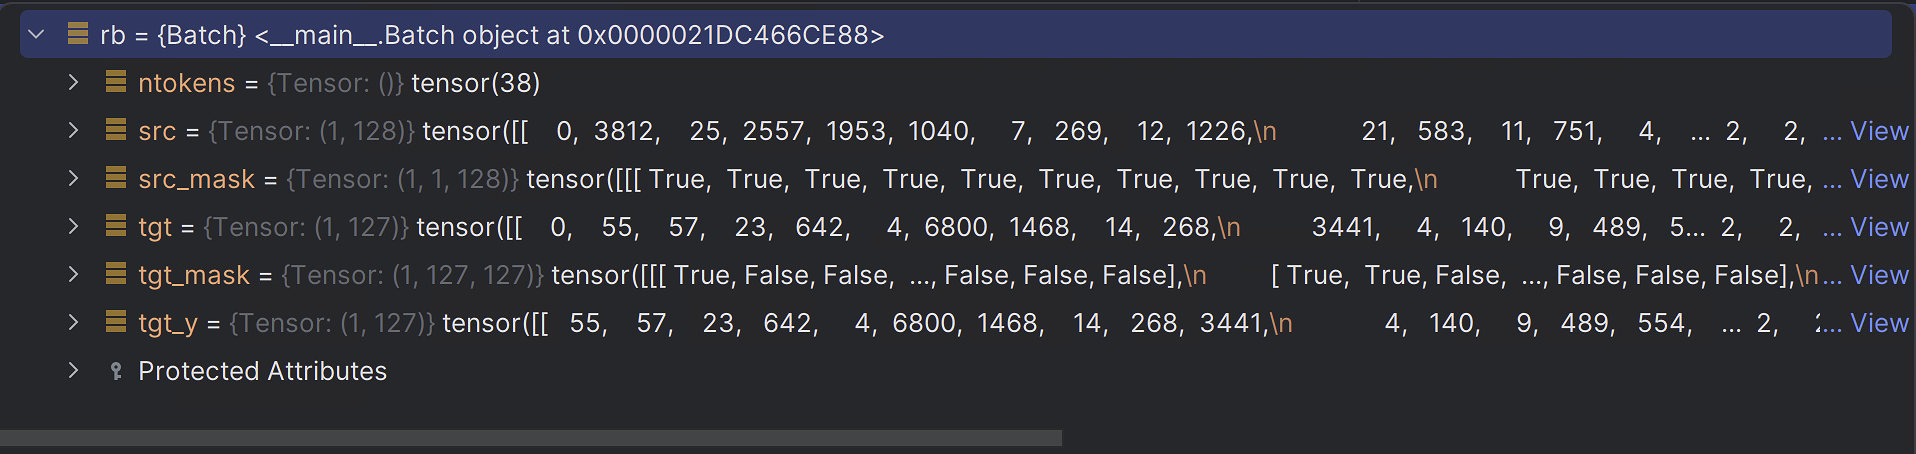 rb = {Batch} <__main__.Batch object at 0x0000021DC466CE88>
ntokens = {Tensor: ()} tensor(38)
src = {Tensor: (1, 128)} tensor([[ 0, 3812, 25, 2557, 1953, 1040, 7, 269, 12, 1226,\n 21, 583, 11, 751, 4, ... 2, 2, ... View
src_mask = {Tensor: (1, 1, 128)} tensor([[[ True, True, True, True, True, True, True, True, True, True,\n True, True, True, True, ... View
tgt = {Tensor: (1, 127)} tensor([[ 0, 55, 57, 23, 642, 4, 6800, 1468, 14, 268,\n 3441, 4, 140, 9, 489, 5... 2, 2, ... View
tgt_mask = {Tensor: (1, 127, 127)} tensor([[[ True, False, False, ..., False, False, False],\n [ True, True, False, ..., False, False, False],\n... View
tgt_y = {Tensor: (1, 127)} tensor([[ 55, 57, 23, 642, 4, 6800, 1468, 14, 268, 3441,\n 4, 140, 9, 489, 554, ... 2, ... View
Protected Attributes